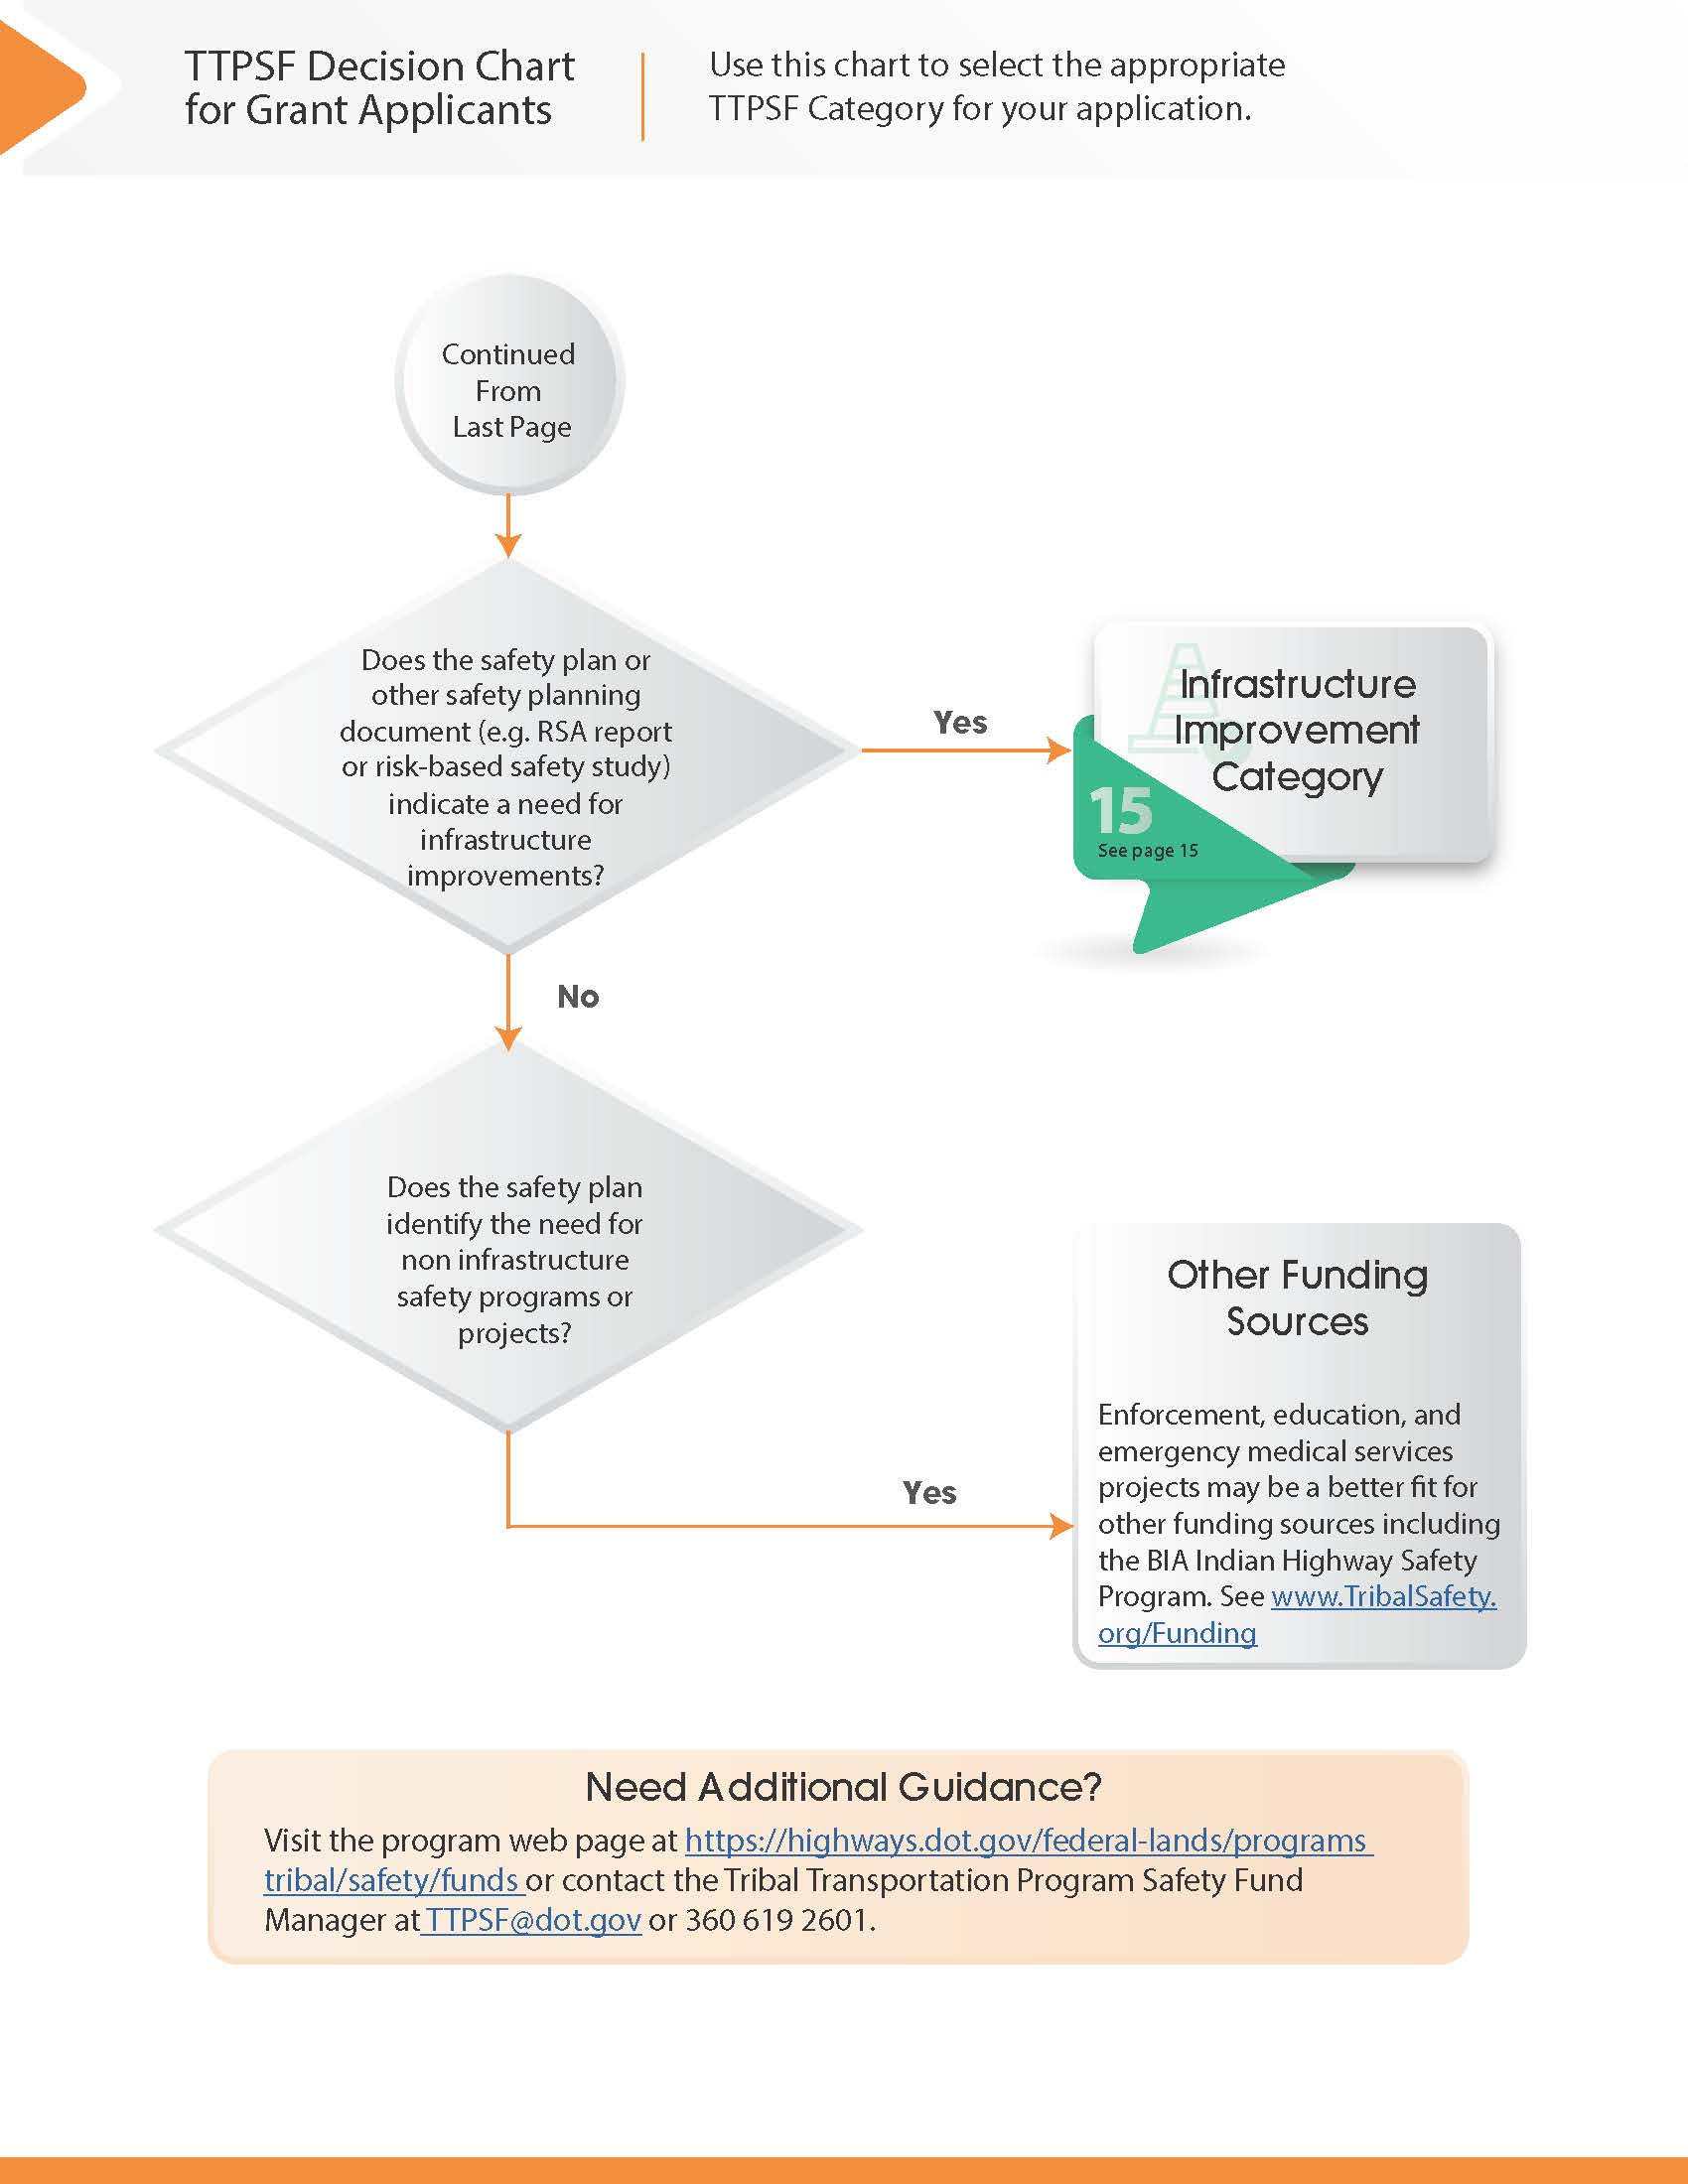 TTPSF Decision Chart
for Grant Applicants
Use this chart to select the appropriate
TTPSF Category for your application.
Continued
From
Last Page
Does the safety plan or
other safety planning
document (e.g. RSA report
or risk-based safety study)
indicate a need for
infrastructure
improvements?
Yes
Infrastructure
Improvement
Category
15
See page 15
No
Does the safety plan
identify the need for
non infrastructure
safety programs or
projects?
Yes
Other Funding
Sources
Enforcement, education, and
emergency medical services
projects may be a better fit for
other funding sources including
the BIA Indian Highway Safety
Program. See www.TribalSafety.
org/Funding
Need Additional Guidance?
Visit the program web page at https://highways.dot.gov/federal-lands/programs
tribal/safety/funds or contact the Tribal Transportation Program Safety Fund
Manager at TTPSF@dot.gov or 360 619 2601.